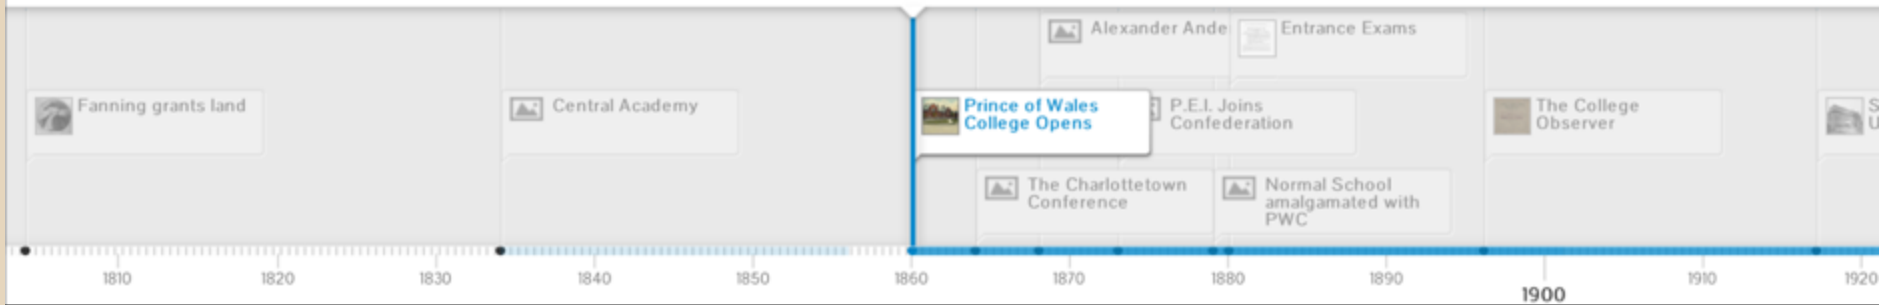 Alexander Ande
Entrance Exams
Fanning grants land
Central Academy
Prince of Wales
College Opens
P.E.I. Joins
Confederation
The College
Observer
S
U
The Charlottetown
Conference
Normal School
amalgamated with
PWC
1810 1820 1830 1840 1850 1860 1870 1880 1890 1900 1910 1920